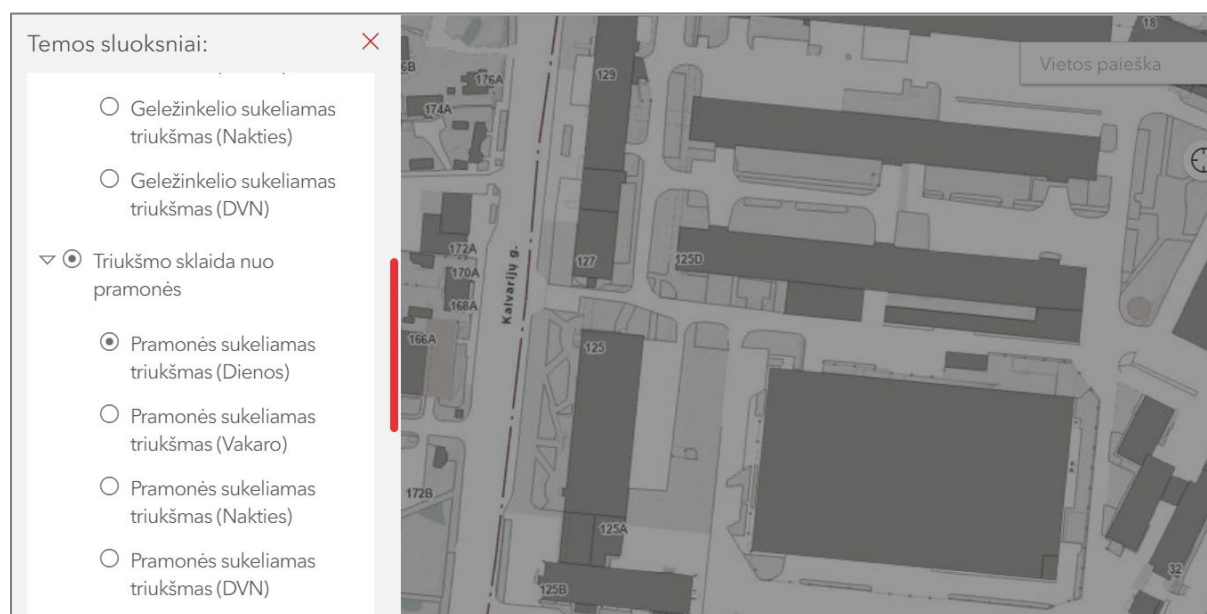 Temos sluoksniai:
Geležinkelio sukeliamas
triukšmas (Nakties)
Geležinkelio sukeliamas
triukšmas (DVN)
Triukšmo sklaida nuo
pramonės
Pramonės sukeliamas
triukšmas (Dienos)
Pramonės sukeliamas
triukšmas (Vakaro)
Pramonės sukeliamas
triukšmas (Nakties)
Pramonės sukeliamas
triukšmas (DVN)
Vietos paieška
18
129
176A
174A
172A
170A
168A
166A
127
125D
Kalvarijų g.
125
172B
125A
125B
32